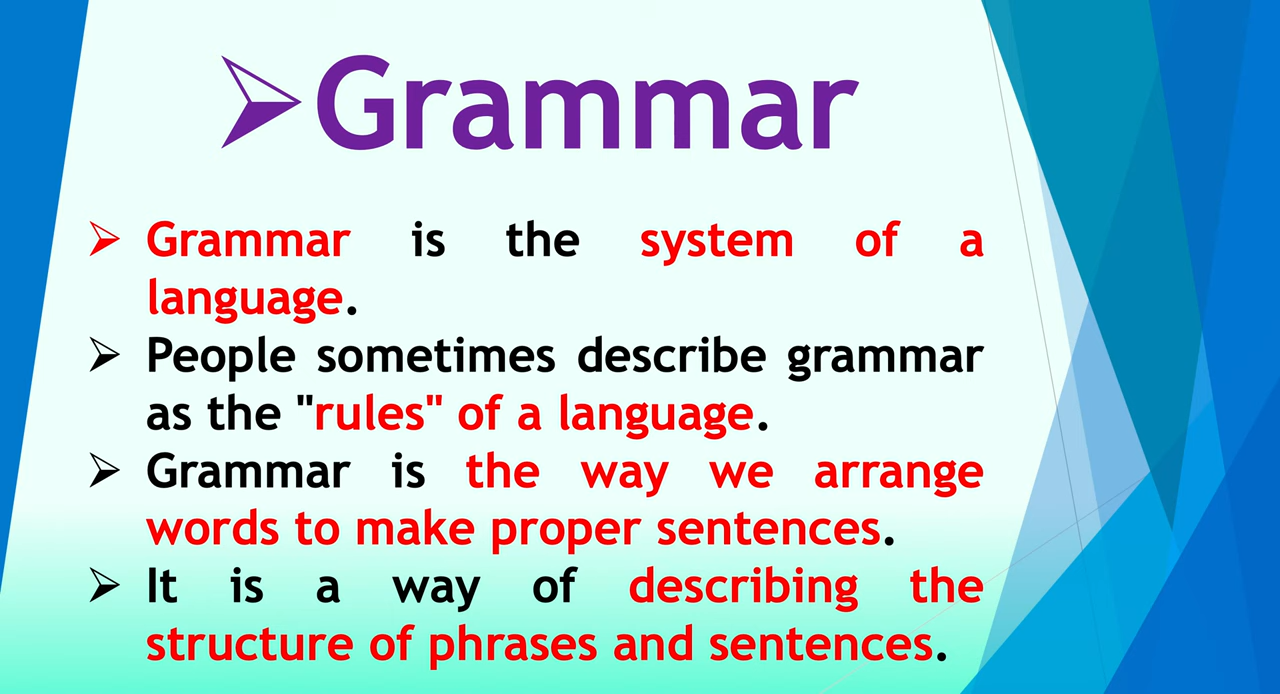 Grammar
Grammar is the system of a
language.
People sometimes describe grammar
as the "rules" of a language.
Grammar is the way we arrange
words to make proper sentences.
It is a way of describing the
structure of phrases and sentences.